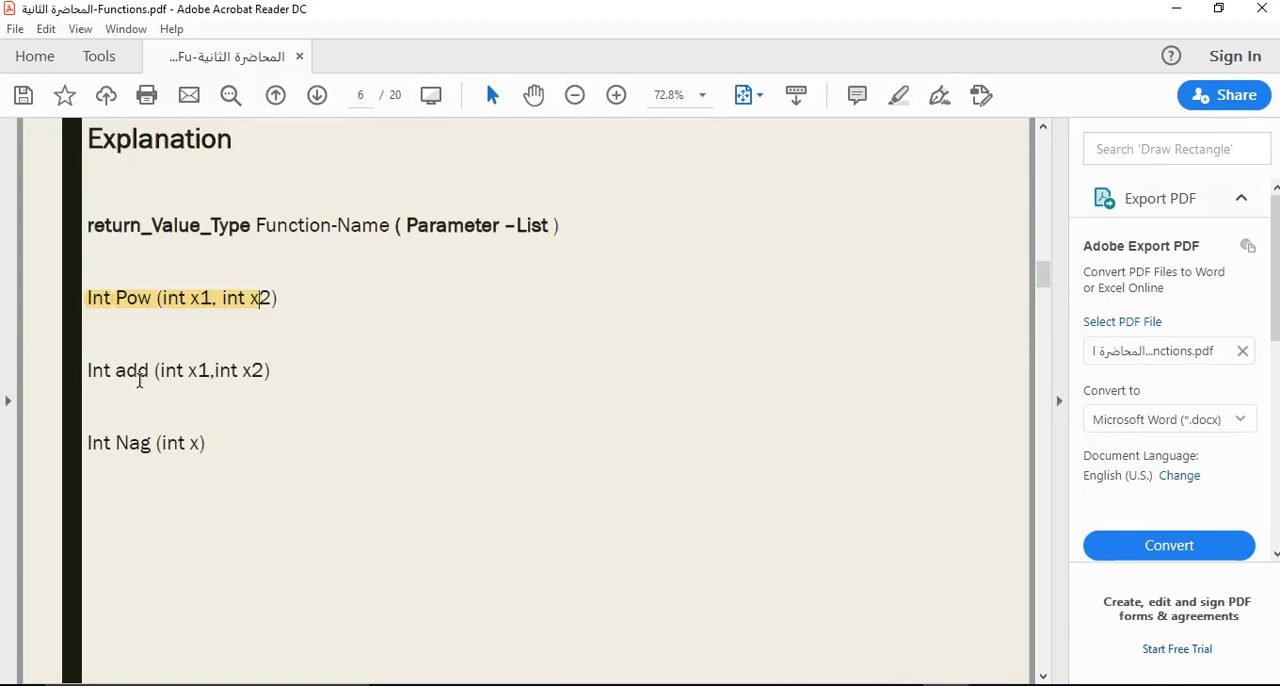 المحاضرة الثانية-Functions.pdf - Adobe Acrobat Reader DC
File Edit View Window Help
Home Tools المحاضرة الثانية-Fu... × ? Sign In
6 / 20 72.8% Share
Explanation
return_Value_Type Function-Name ( Parameter –List )
Int Pow (int x1, int x2)
Int add (int x1,int x2)
Int Nag (int x)
Search 'Draw Rectangle'
Export PDF
Adobe Export PDF
Convert PDF Files to Word
or Excel Online
Select PDF File
المحاضرة ا...nctions.pdf
Convert to
Microsoft Word (*.docx)
Document Language:
English (U.S.) Change
Convert
Create, edit and sign PDF
forms & agreements
Start Free Trial